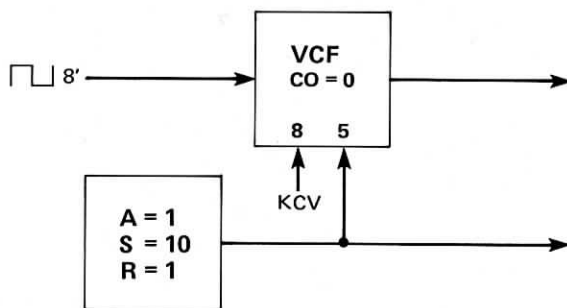 8'
VCF
CO = 0
8 5
KCV
A = 1
S = 10
R = 1